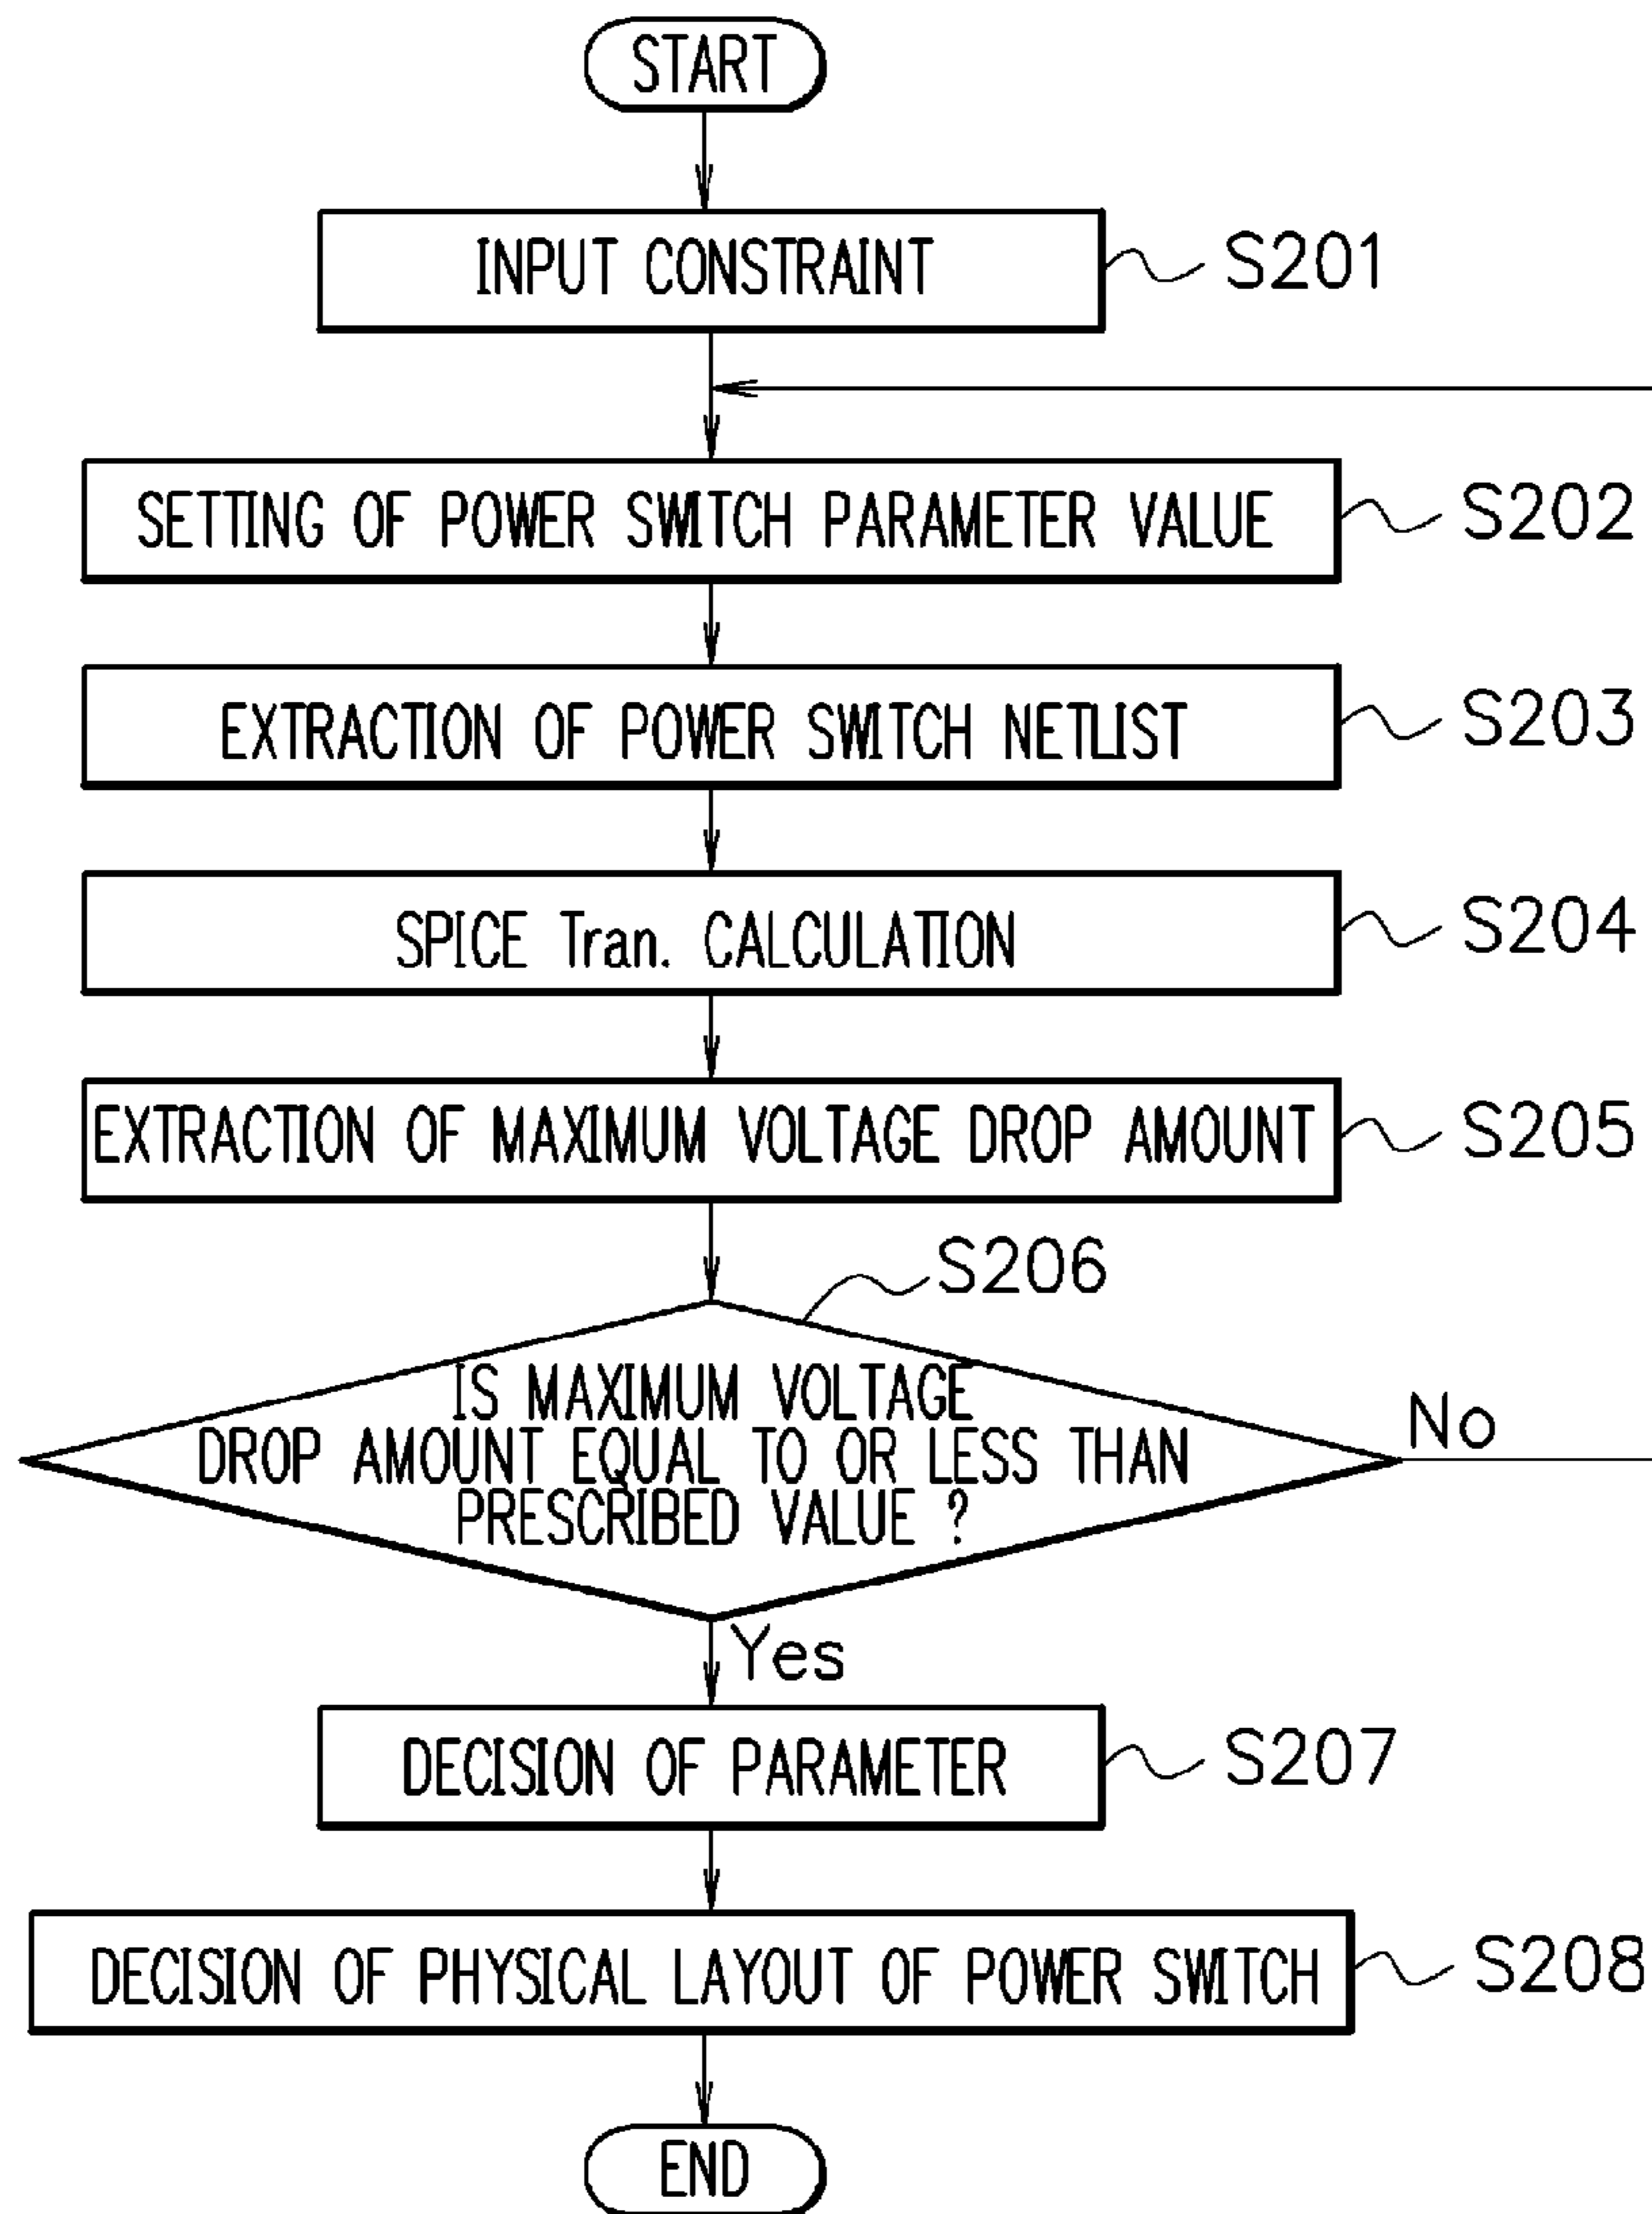 START
INPUT CONSTRAINT
S201
SETTING OF POWER SWITCH PARAMETER VALUE
S202
EXTRACTION OF POWER SWITCH NETLIST
S203
SPICE Tran. CALCULATION
S204
EXTRACTION OF MAXIMUM VOLTAGE DROP AMOUNT
S205
S206
IS MAXIMUM VOLTAGE
DROP AMOUNT EQUAL TO OR LESS THAN
PRESCRIBED VALUE ?
No
Yes
DECISION OF PARAMETER
S207
DECISION OF PHYSICAL LAYOUT OF POWER SWITCH
S208
END